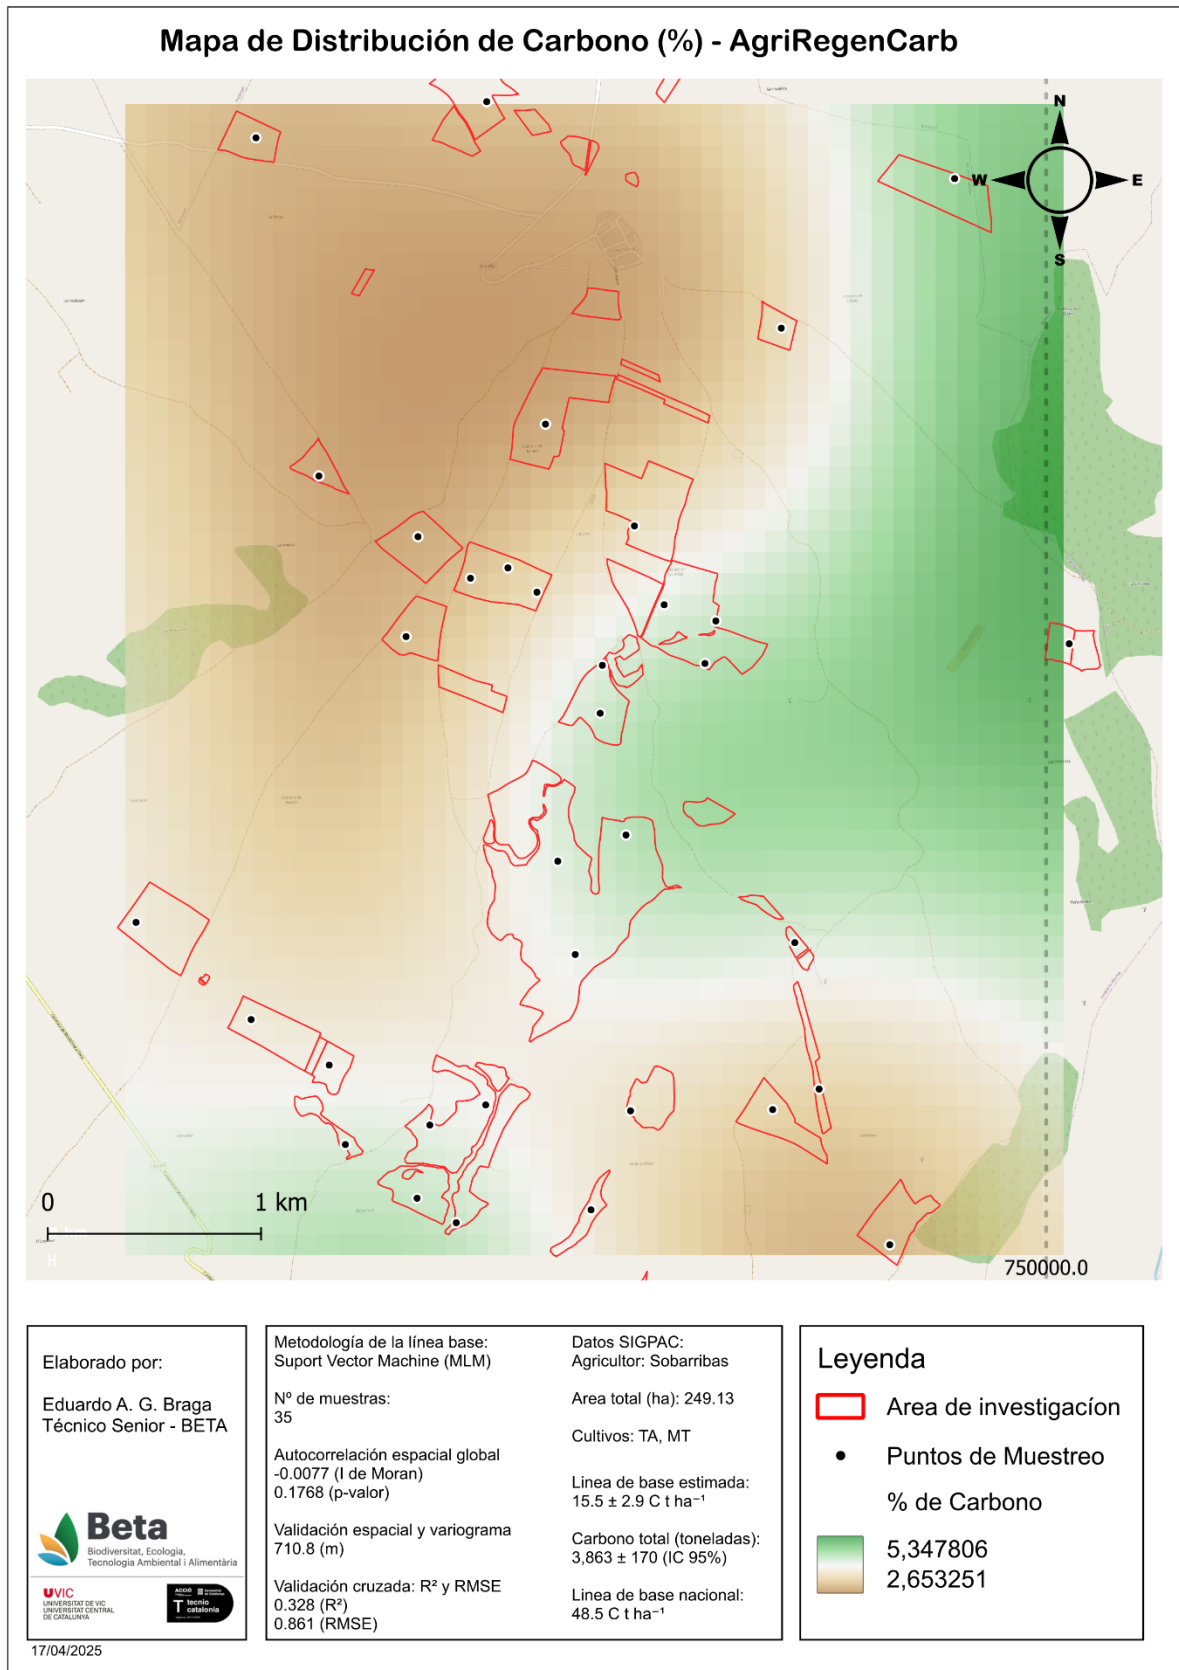 Mapa de Distribución de Carbono (%) - AgriRegenCarb
N
W
E
S
0
1 km
750000.0
Elaborado por:
Eduardo A. G. Braga
Técnico Senior - BETA
Beta
Biodiversitat, Ecologia,
Tecnologia Ambiental i Alimentària
UVIC
UNIVERSITAT DE VIC
UNIVERSITAT CENTRAL
DE CATALUNYA
ACCIÓ
T tecnio
catalonia
17/04/2025
Metodología de la línea base:
Suport Vector Machine (MLM)
Nº de muestras:
35
Autocorrelación espacial global
-0.0077 (I de Moran)
0.1768 (p-valor)
Validación espacial y variograma
710.8 (m)
Validación cruzada: R² y RMSE
0.328 (R²)
0.861 (RMSE)
Datos SIGPAC:
Agricultor: Sobarribas
Area total (ha): 249.13
Cultivos: TA, MT
Linea de base estimada:
15.5 ± 2.9 C t ha⁻¹
Carbono total (toneladas):
3,863 ± 170 (IC 95%)
Linea de base nacional:
48.5 C t ha⁻¹
Leyenda
Area de investigacíon
Puntos de Muestreo
% de Carbono
5,347806
2,653251